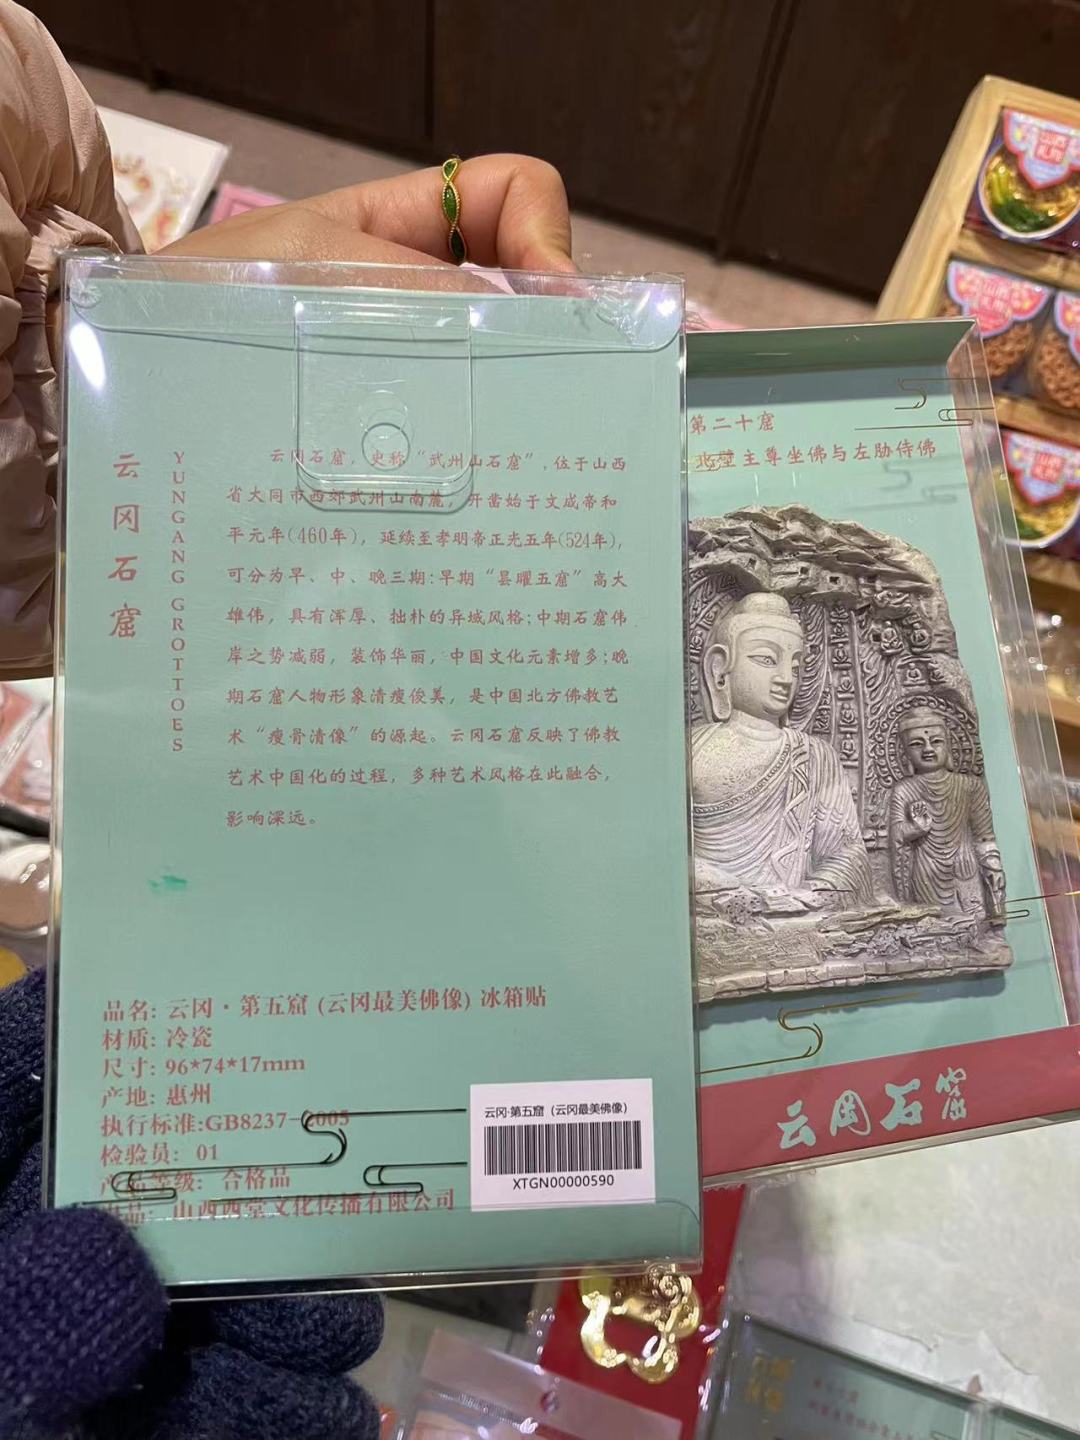 云冈石窟
YUNGANG GROTTOES
云冈石窟，史称“武州山石窟”，位于山西
省大同市西郊武州山南麓，开凿始于文成帝和
平元年(460年)，延续至孝明帝正光五年(524年)，
可分为早、中、晚三期:早期“昙曜五窟”高大
雄伟，具有浑厚、拙朴的异域风格;中期石窟伟
岸之势减弱，装饰华丽，中国文化元素增多;晚
期石窟人物形象清瘦俊美，是中国北方佛教艺
术“瘦骨清像”的源起。云冈石窟反映了佛教
艺术中国化的过程，多种艺术风格在此融合，
影响深远。
品名: 云冈·第五窟 (云冈最美佛像) 冰箱贴
材质: 冷瓷
尺寸: 96*74*17mm
产地: 惠州
执行标准:GB8237-2005
检验员: 01
产品等级: 合格品
出品: 山西西堂文化传播有限公司
云冈·第五窟（云冈最美佛像）
XTGN00000590
第二十窟
北壁主尊坐佛与左胁侍佛
云冈石窟
山西
礼物